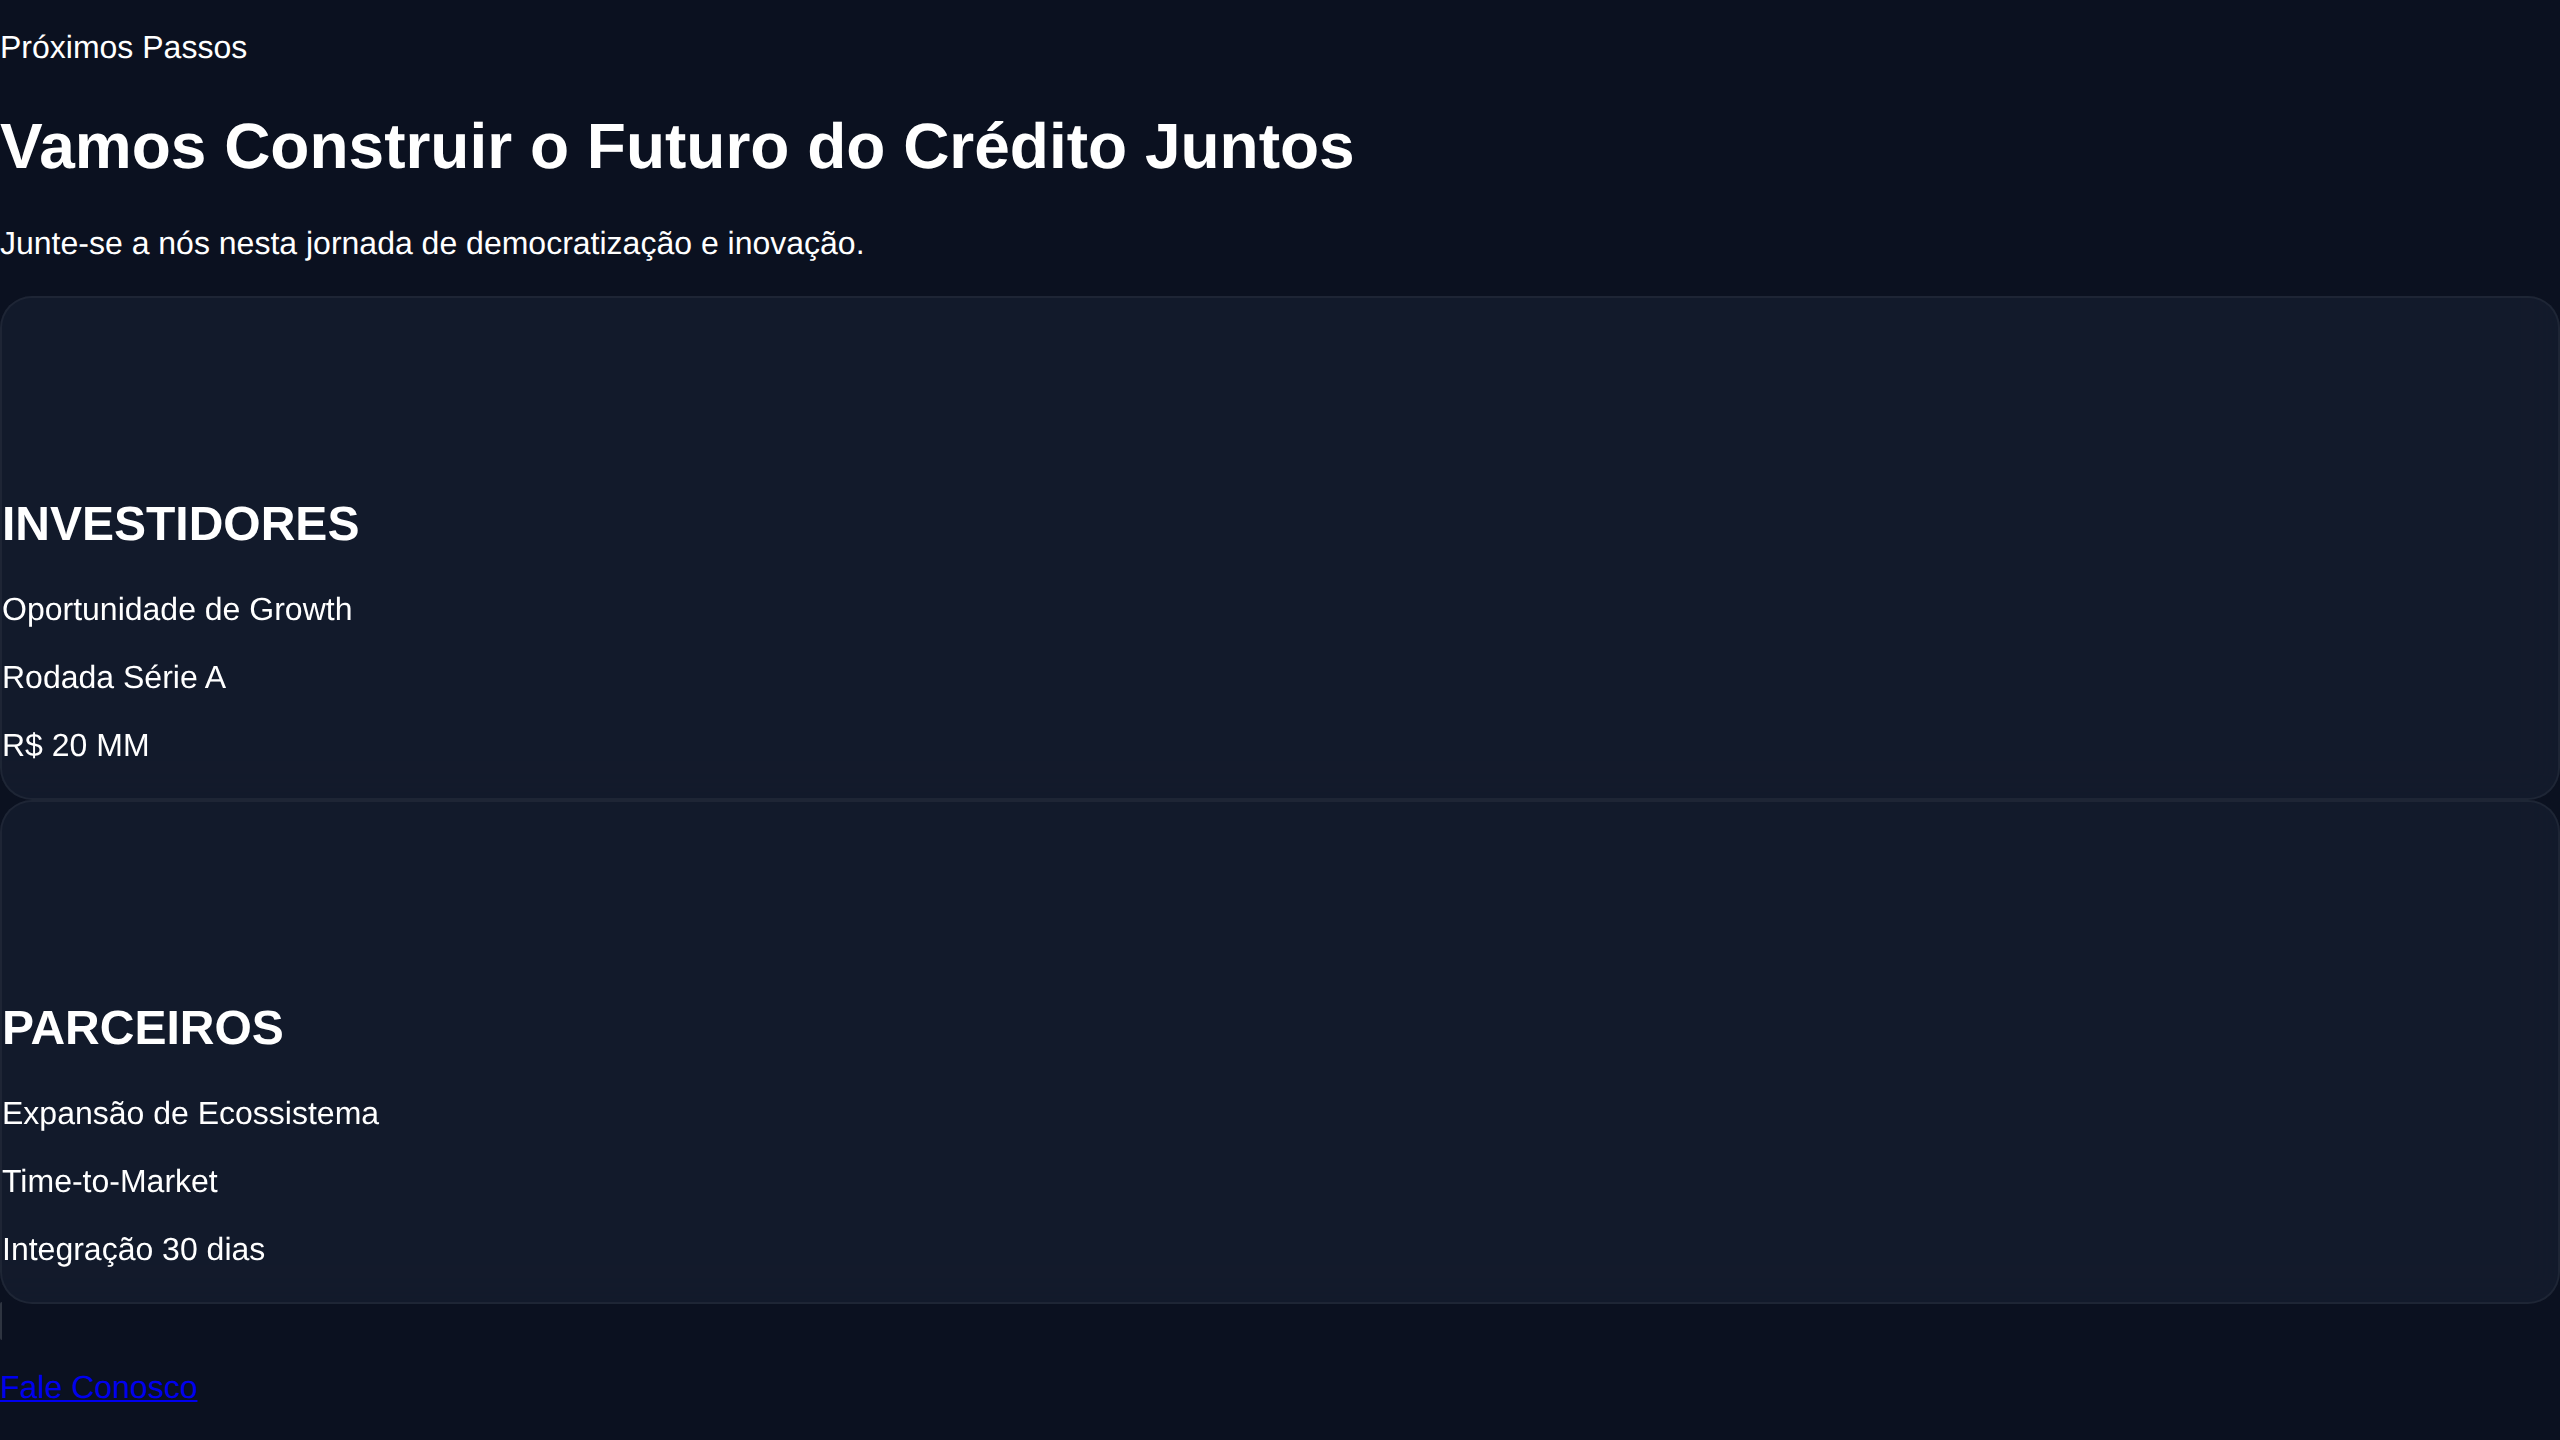 Próximos Passos
Vamos Construir o Futuro do Crédito Juntos
Junte-se a nós nesta jornada de democratização e inovação.
INVESTIDORES
Oportunidade de Growth
Rodada Série A
R$ 20 MM
PARCEIROS
Expansão de Ecossistema
Time-to-Market
Integração 30 dias
Fale Conosco